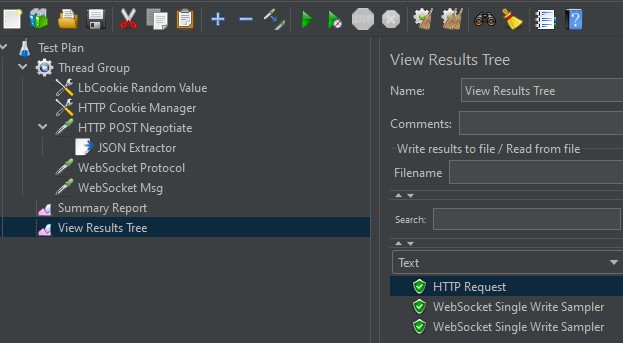 Test Plan
Thread Group
LbCookie Random Value
HTTP Cookie Manager
HTTP POST Negotiate
JSON Extractor
WebSocket Protocol
WebSocket Msg
Summary Report
View Results Tree
View Results Tree
Name: View Results Tree
Comments:
Write results to file / Read from file
Filename
Search:
Text
HTTP Request
WebSocket Single Write Sampler
WebSocket Single Write Sampler